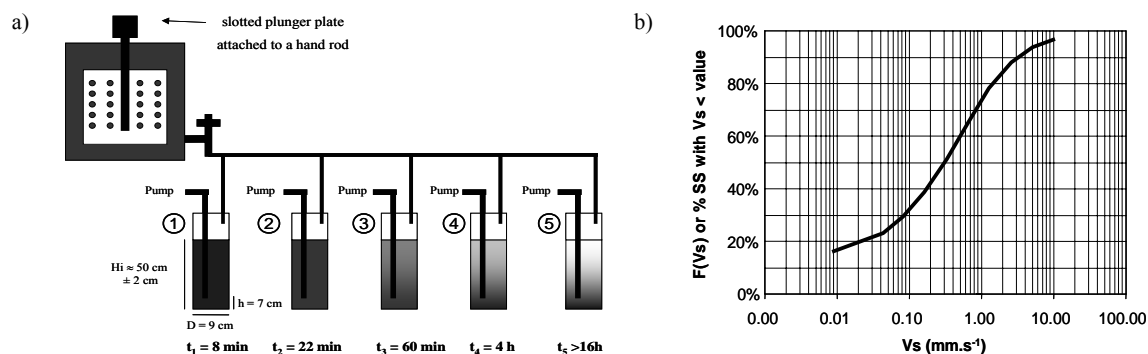 a)
slotted plunger plate
attached to a hand rod
Pump
Pump
Pump
Pump
Pump
1
2
3
4
5
Hi ≈ 50 cm
± 2 cm
h = 7 cm
D = 9 cm
t₁ = 8 min
t₂ = 22 min
t₃ = 60 min
t₄ = 4 h
t₅ >16h
b)
F(Vs) or % SS with Vs < value
100%
80%
60%
40%
20%
0%
0.00
0.01
0.10
1.00
10.00
100.00
Vs (mm.s⁻¹)